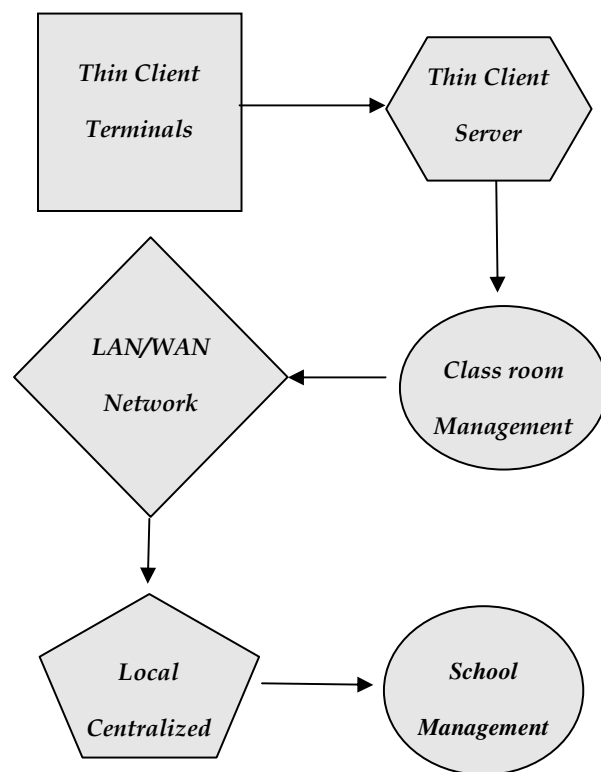 Thin Client
Terminals
Thin Client
Server
Class room
Management
LAN/WAN
Network
Local
Centralized
School
Management